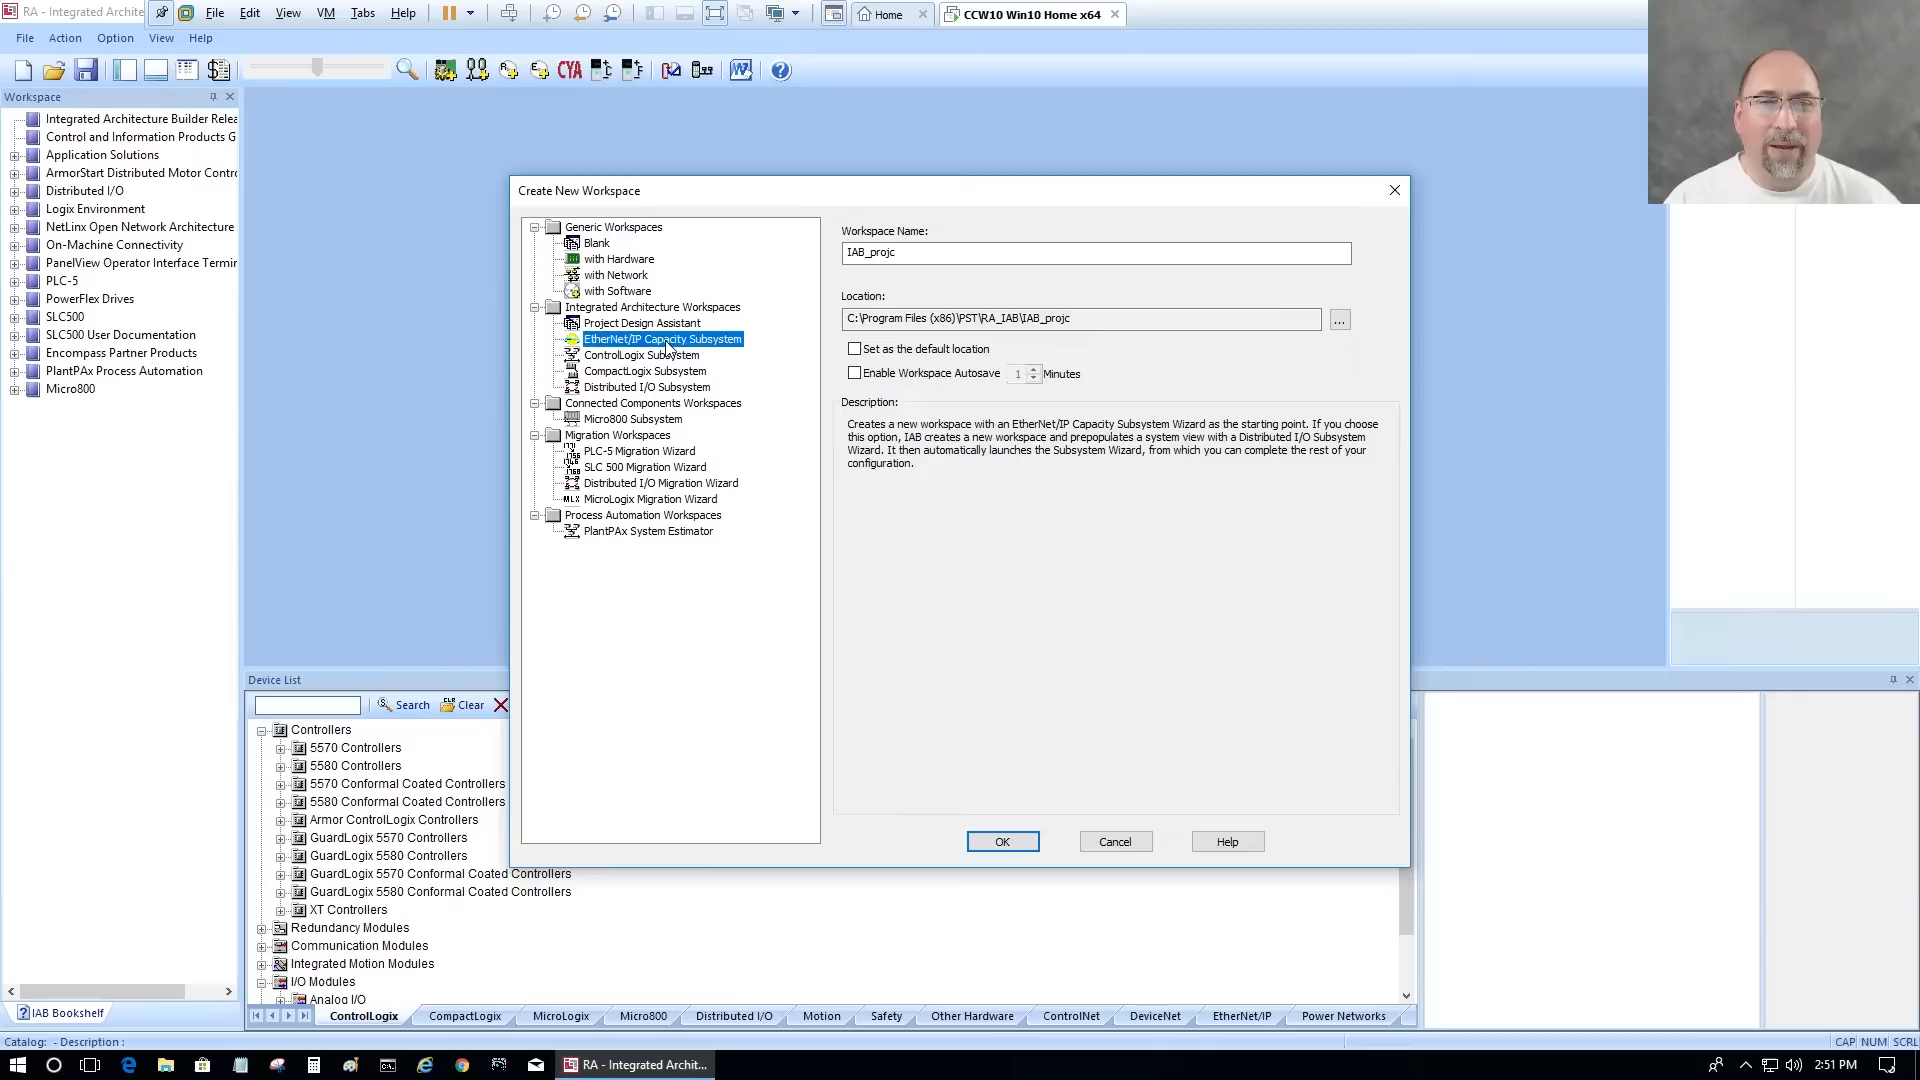 RA - Integrated Archite
File Edit View VM Tabs Help
Home
CCW10 Win10 Home x64
File Action Option View Help
CYA
Workspace
Integrated Architecture Builder Relea
Control and Information Products G
Application Solutions
ArmorStart Distributed Motor Contro
Distributed I/O
Logix Environment
NetLinx Open Network Architecture
On-Machine Connectivity
PanelView Operator Interface Termin
PLC-5
PowerFlex Drives
SLC500
SLC500 User Documentation
Encompass Partner Products
PlantPAx Process Automation
Micro800
IAB Bookshelf
Create New Workspace
Generic Workspaces
Blank
with Hardware
with Network
with Software
Integrated Architecture Workspaces
Project Design Assistant
EtherNet/IP Capacity Subsystem
ControlLogix Subsystem
CompactLogix Subsystem
Distributed I/O Subsystem
Connected Components Workspaces
Micro800 Subsystem
Migration Workspaces
PLC-5 Migration Wizard
SLC 500 Migration Wizard
Distributed I/O Migration Wizard
MLX MicroLogix Migration Wizard
Process Automation Workspaces
PlantPAx System Estimator
Workspace Name:
IAB_projc
Location:
C:\Program Files (x86)\PST\RA_IAB\IAB_projc
...
Set as the default location
Enable Workspace Autosave 1 Minutes
Description:
Creates a new workspace with an EtherNet/IP Capacity Subsystem Wizard as the starting point. If you choose
this option, IAB creates a new workspace and prepopulates a system view with a Distributed I/O Subsystem
Wizard. It then automatically launches the Subsystem Wizard, from which you can complete the rest of your
configuration.
OK Cancel Help
Device List
Search Clear
Controllers
5570 Controllers
5580 Controllers
5570 Conformal Coated Controllers
5580 Conformal Coated Controllers
Armor ControlLogix Controllers
GuardLogix 5570 Controllers
GuardLogix 5580 Controllers
GuardLogix 5570 Conformal Coated Controllers
GuardLogix 5580 Conformal Coated Controllers
XT Controllers
Redundancy Modules
Communication Modules
Integrated Motion Modules
I/O Modules
Analog I/O
ControlLogix CompactLogix MicroLogix Micro800 Distributed I/O Motion Safety Other Hardware ControlNet DeviceNet EtherNet/IP Power Networks
Catalog: - Description :
CAP NUM SCRL
RA - Integrated Archit...
2:51 PM